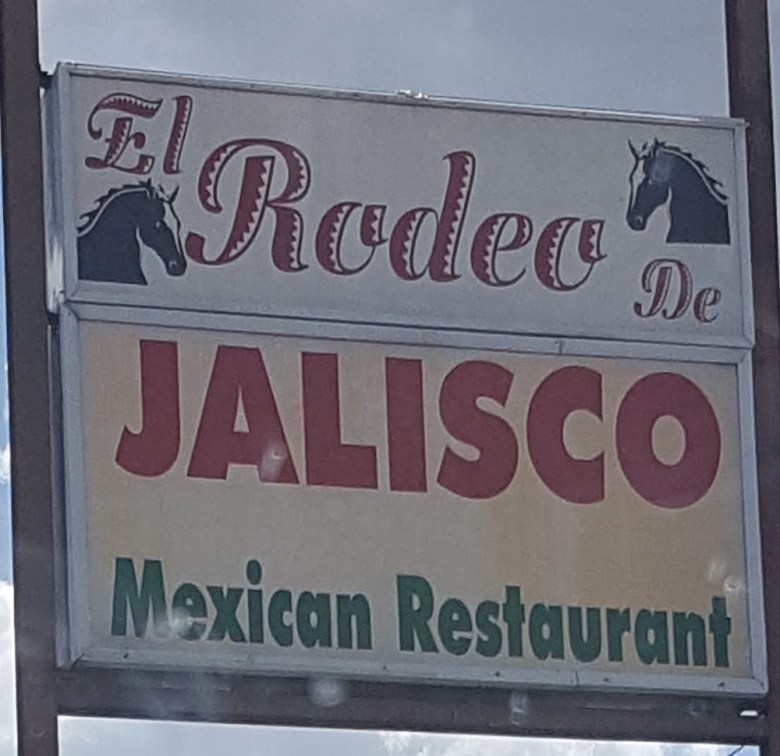 El
Rodeo
De
JALISCO
Mexican Restaurant